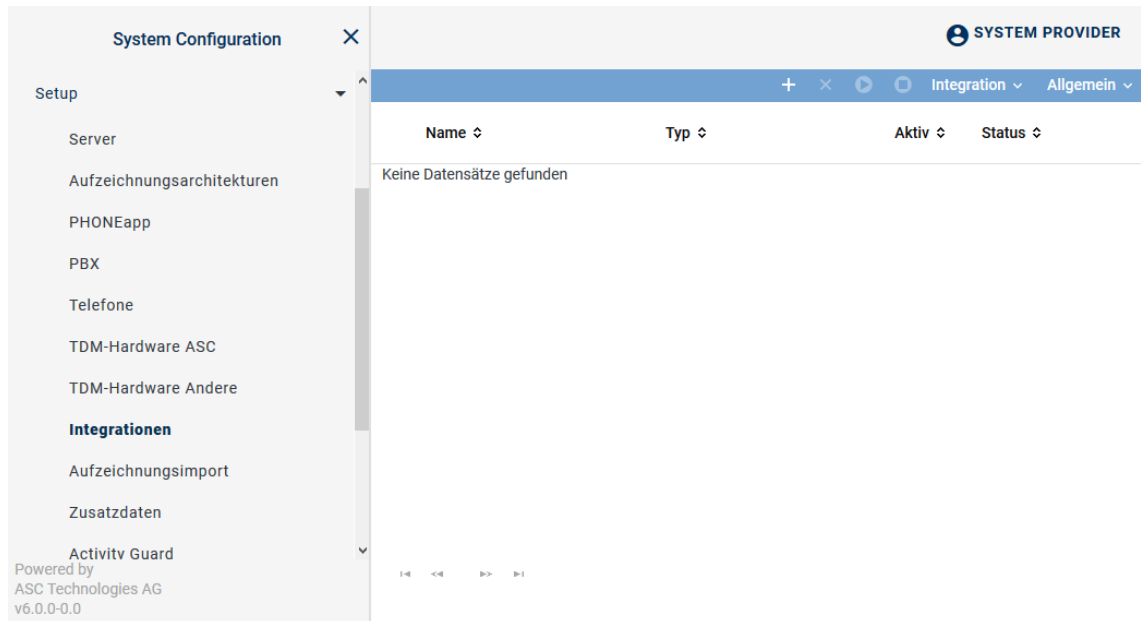 System Configuration
SYSTEM PROVIDER
Setup
Integration
Allgemein
Name
Typ
Aktiv
Status
Keine Datensätze gefunden
Server
Aufzeichnungsarchitekturen
PHONEapp
PBX
Telefone
TDM-Hardware ASC
TDM-Hardware Andere
Integrationen
Aufzeichnungsimport
Zusatzdaten
Activity Guard
Powered by
ASC Technologies AG
v6.0.0-0.0